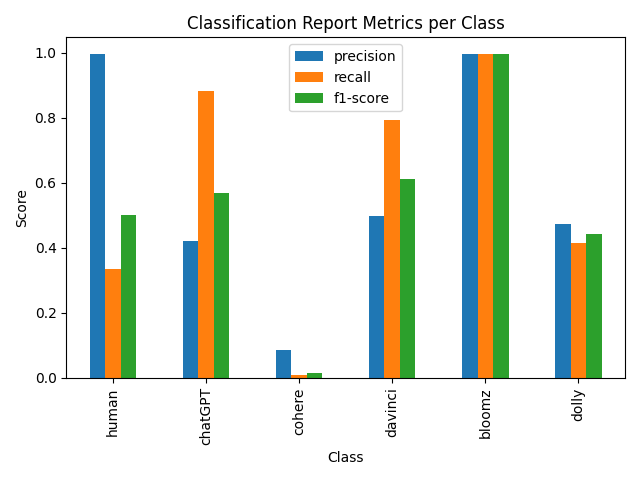 Classification Report Metrics per Class
precision
recall
f1-score
1.0
0.8
0.6
0.4
0.2
0.0
Score
human
chatGPT
cohere
davinci
bloomz
dolly
Class